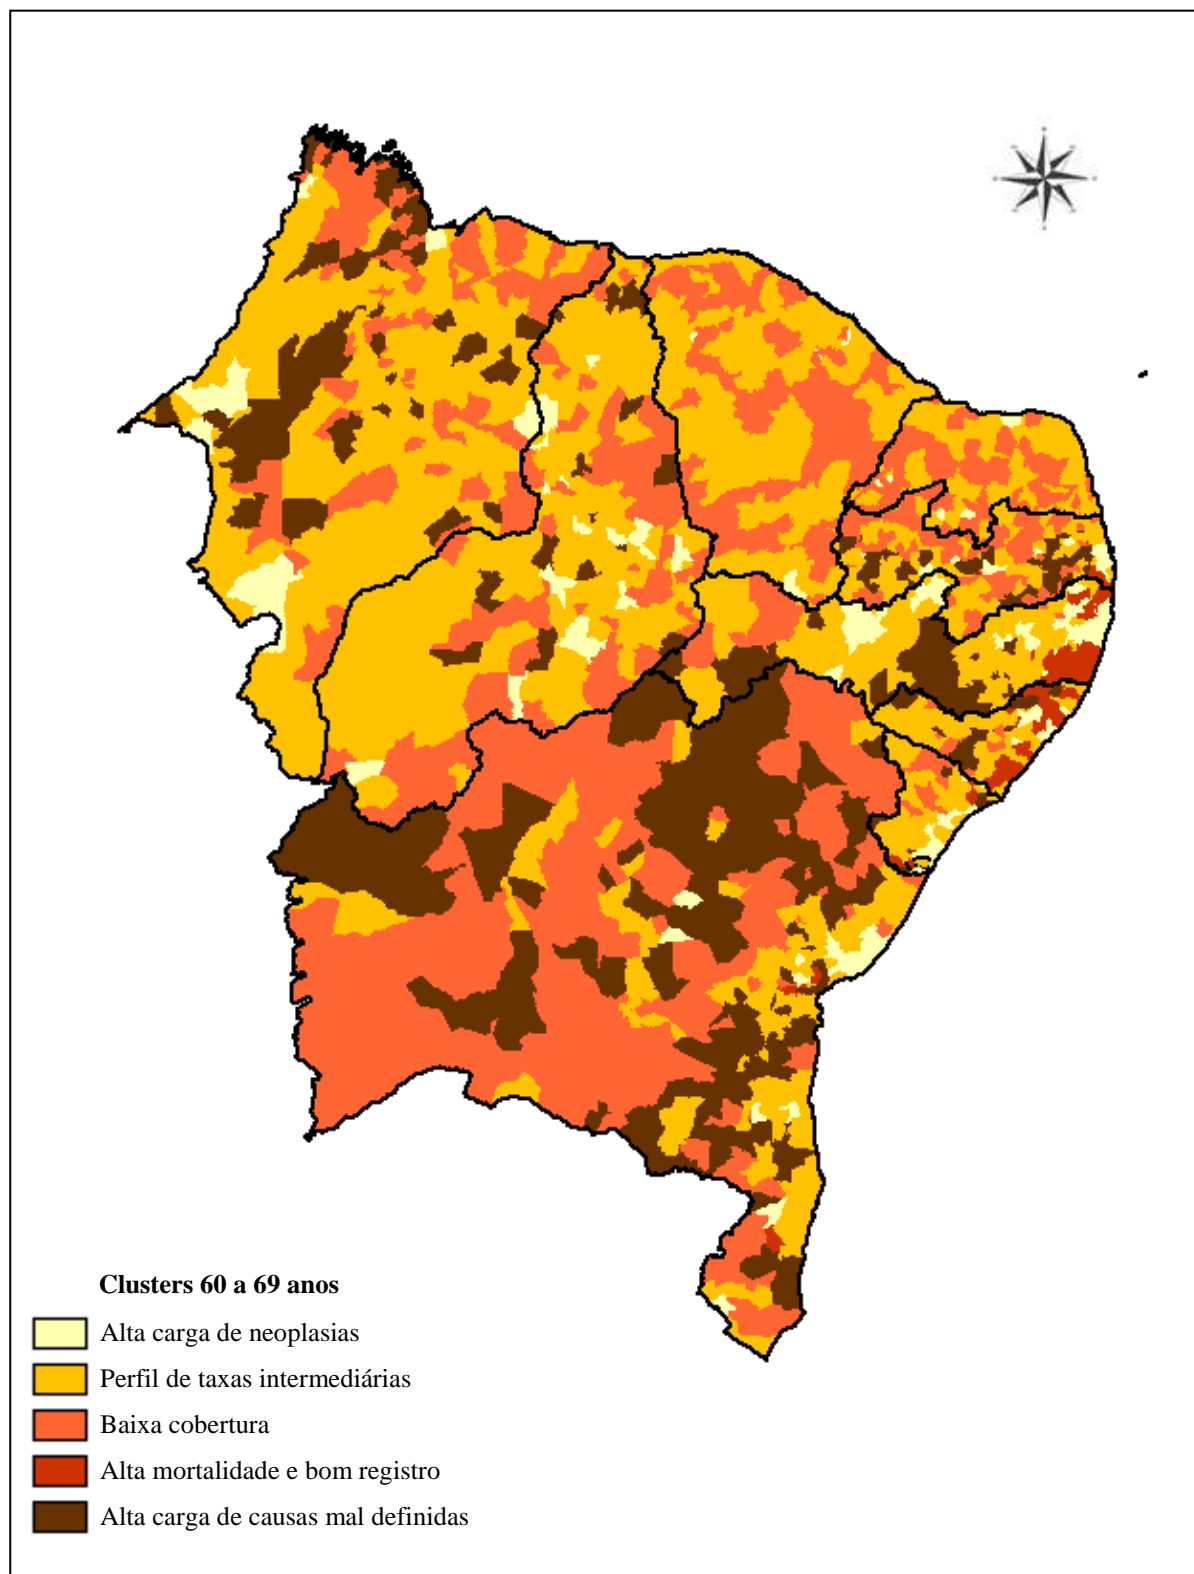 Clusters 60 a 69 anos
Alta carga de neoplasias
Perfil de taxas intermediárias
Baixa cobertura
Alta mortalidade e bom registro
Alta carga de causas mal definidas